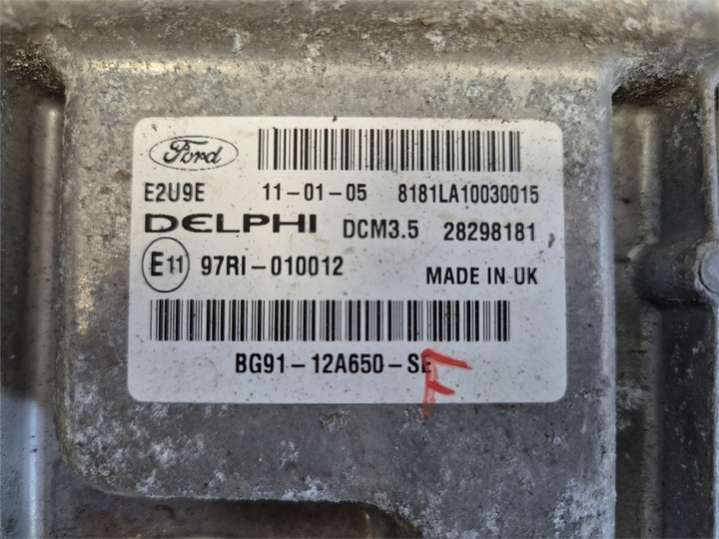 Ford
E2U9E 11-01-05 8181LA10030015
DELPHI DCM3.5 28298181
E11 97RI-010012 MADE IN UK
BG91-12A650-SE